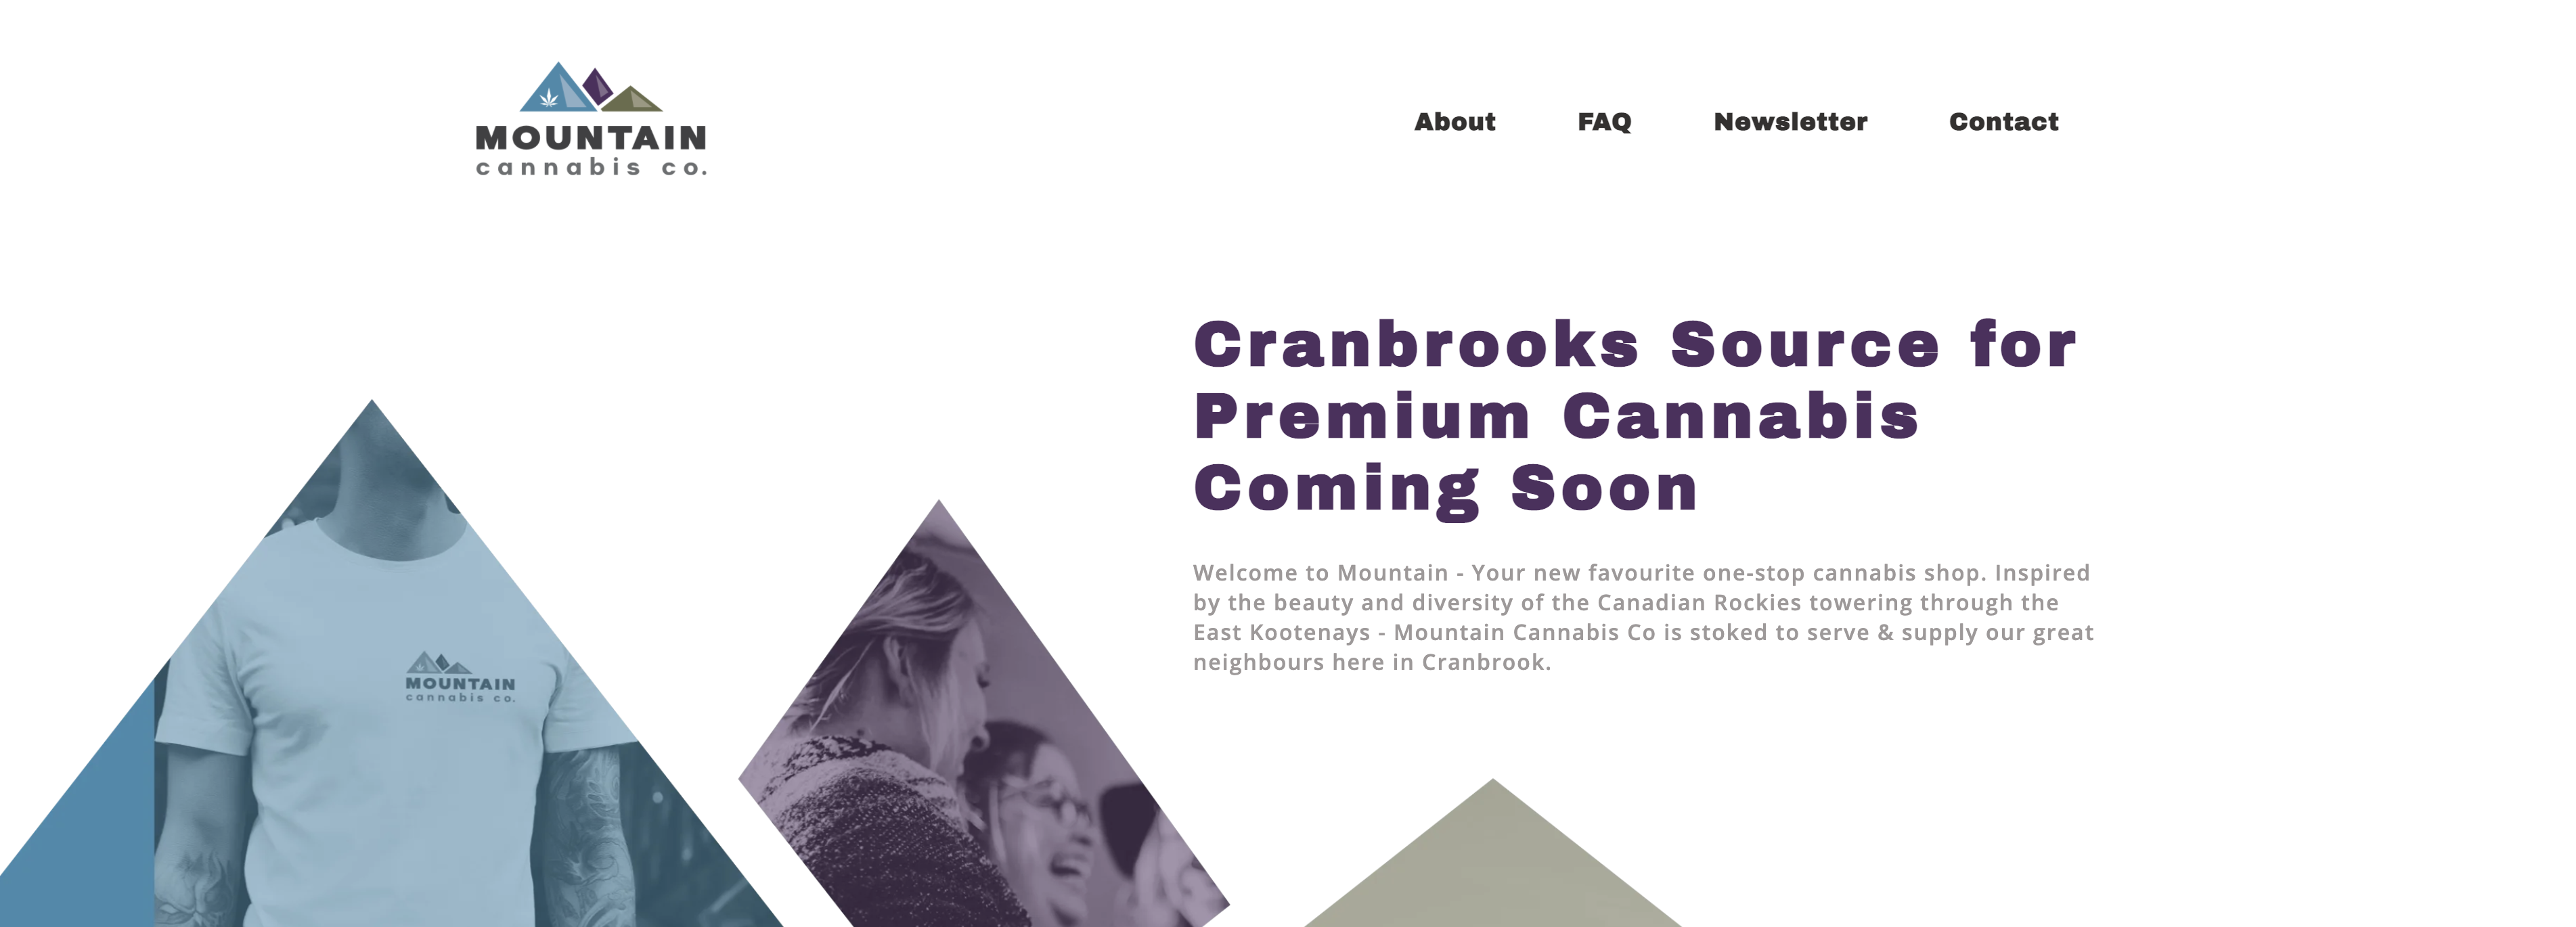 MOUNTAIN
cannabis co.
About FAQ Newsletter Contact
Cranbrooks Source for
Premium Cannabis
Coming Soon
Welcome to Mountain - Your new favourite one-stop cannabis shop. Inspired
by the beauty and diversity of the Canadian Rockies towering through the
East Kootenays - Mountain Cannabis Co is stoked to serve & supply our great
neighbours here in Cranbrook.
MOUNTAIN
cannabis co.